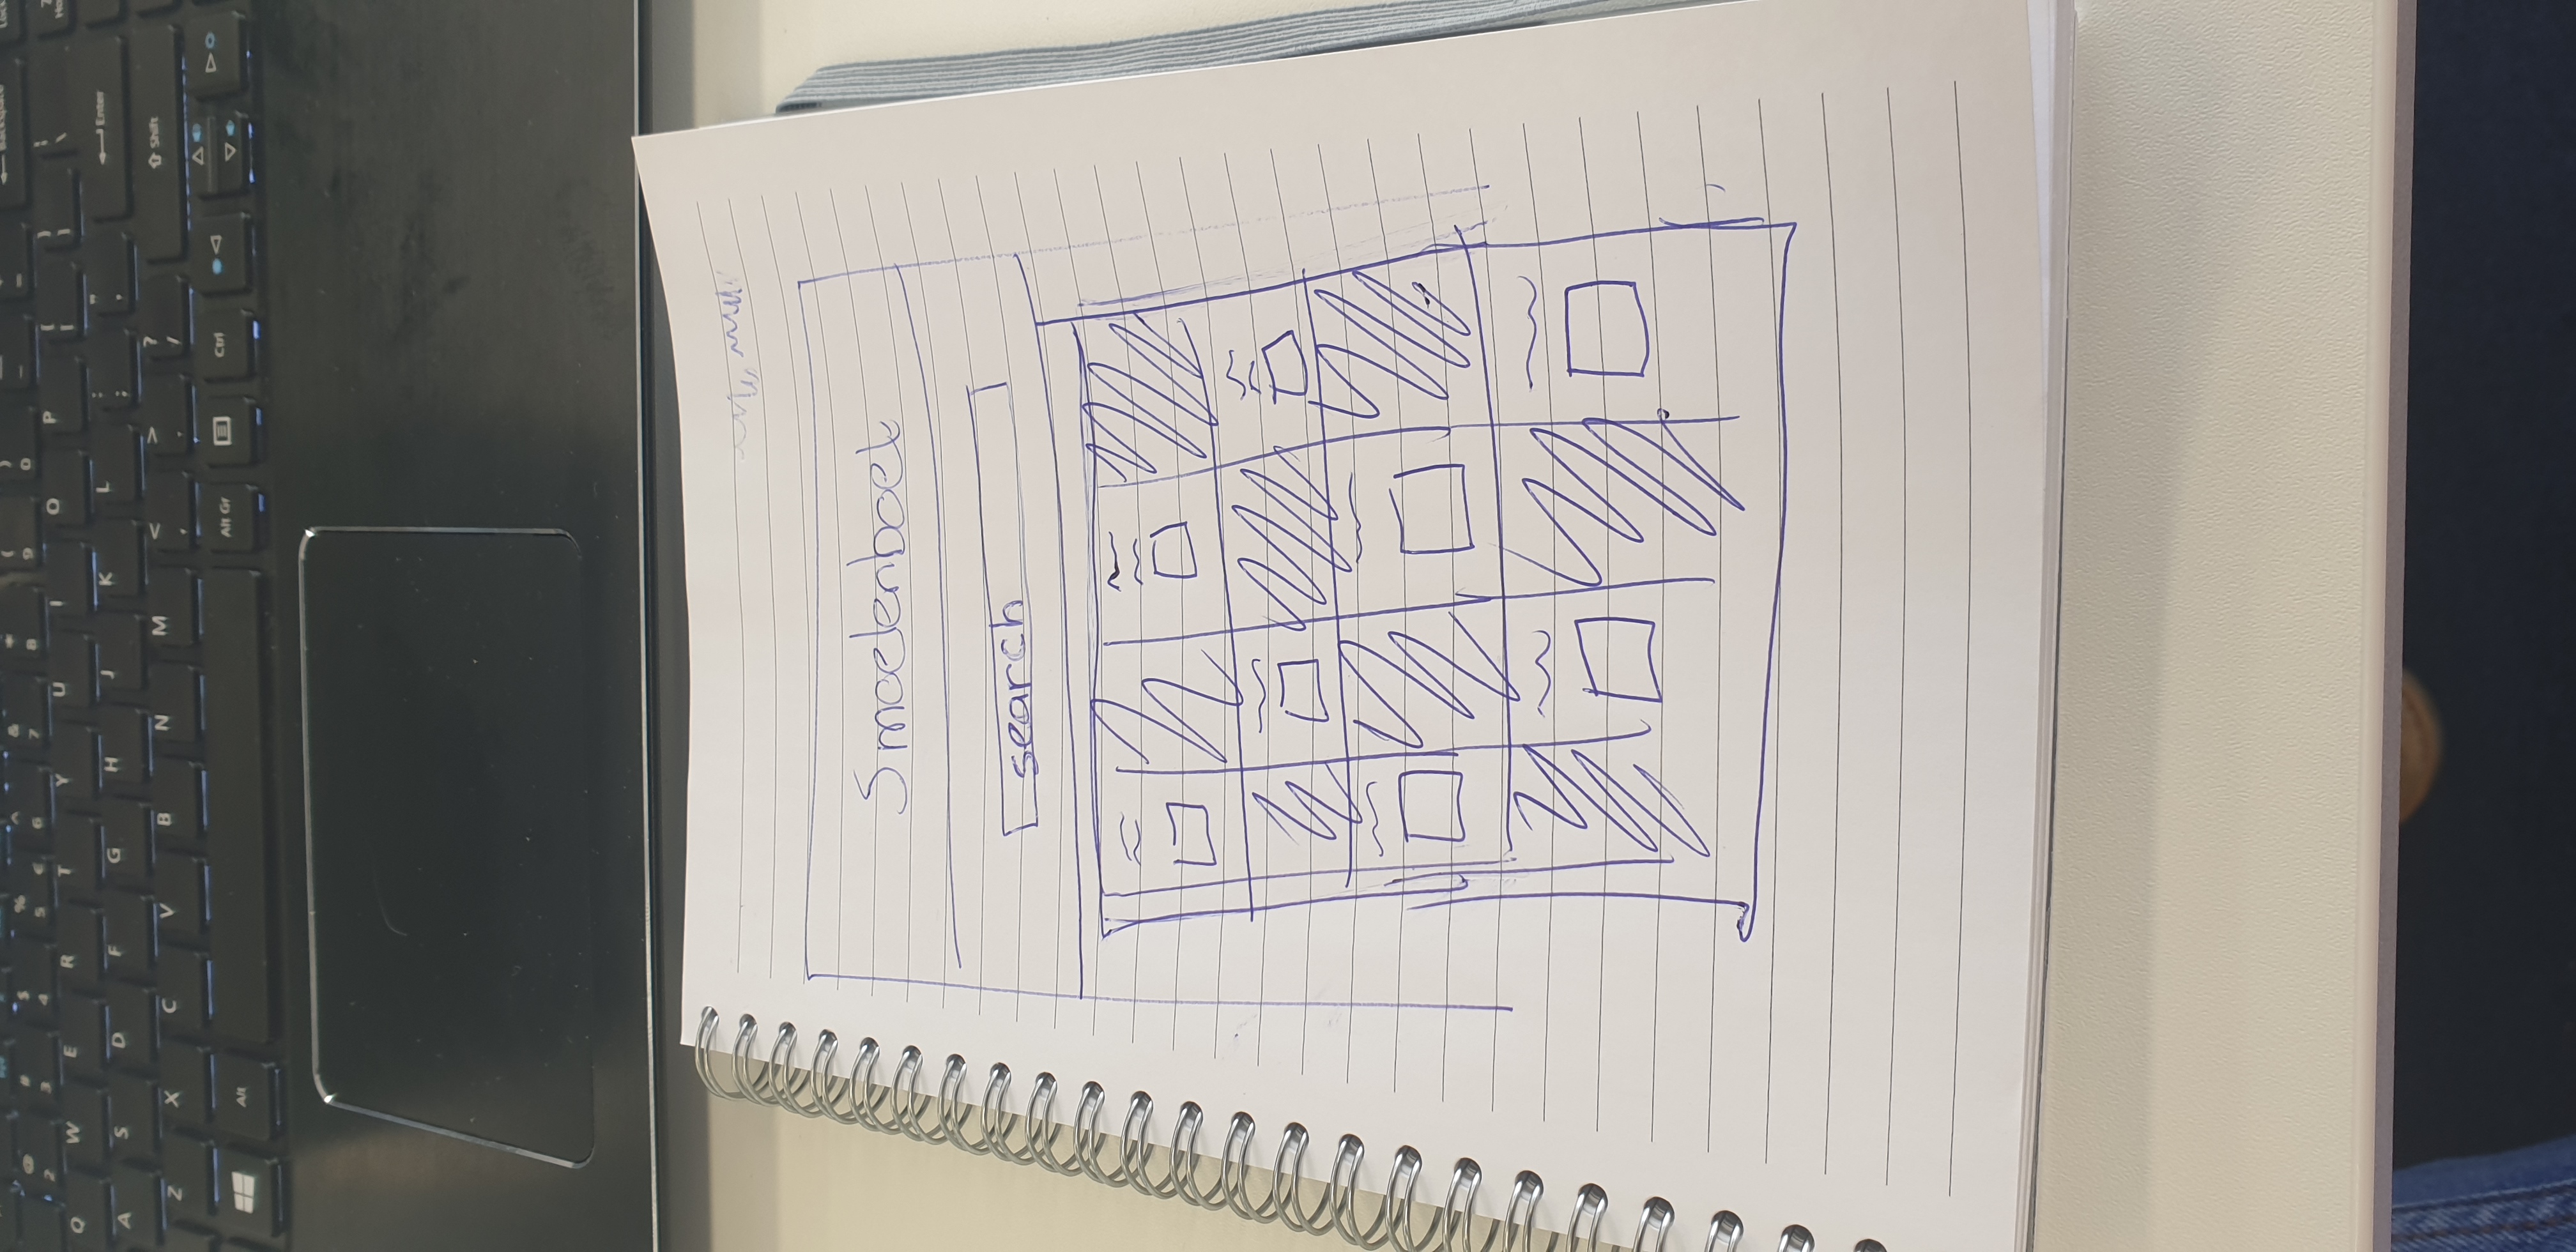 @ # $ % ^ & * ( ) _ + Backspace
2 3 4 5 € 6 7 8 9 0 - =
Q W E R T Y U I O P { [ } ] | \
A S D F G H J K L : ; " ' Enter
Z X C V B N M < , > . ? / Shift
Alt Alt Gr Ctrl
Smoelenboek
search